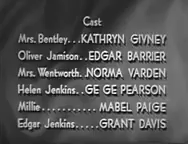 Cast
Mrs. Bentley...KATHRYN GIVNEY
Oliver Jamison..EDGAR BARRIER
Mrs. Wentworth..NORMA VARDEN
Helen Jenkins..GE GE PEARSON
Millie...........MABEL PAIGE
Edgar Jenkins.....GRANT DAVIS